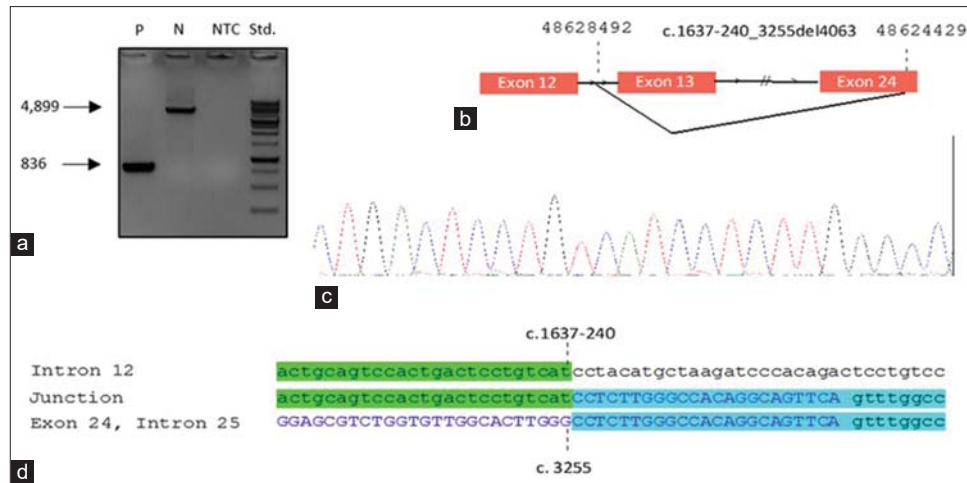 P N NTC Std.
4,899
836
a
48628492 c.1637-240_3255del4063 48624429
Exon 12 Exon 13 // Exon 24
b
c
c.1637-240
Intron 12 actgcagtccactgactcctgtcatcctacatgctaagatcccacagactcctgtcc
Junction actgcagtccactgactcctgtcatCCTCTTGGGCCACAGGCAGTTCA gtttggcc
Exon 24, Intron 25 GGAGCGTCTGGTGTTGGCACTTGGGCCTCTTGGGCCACAGGCAGTTCA gtttggcc
c. 3255
d